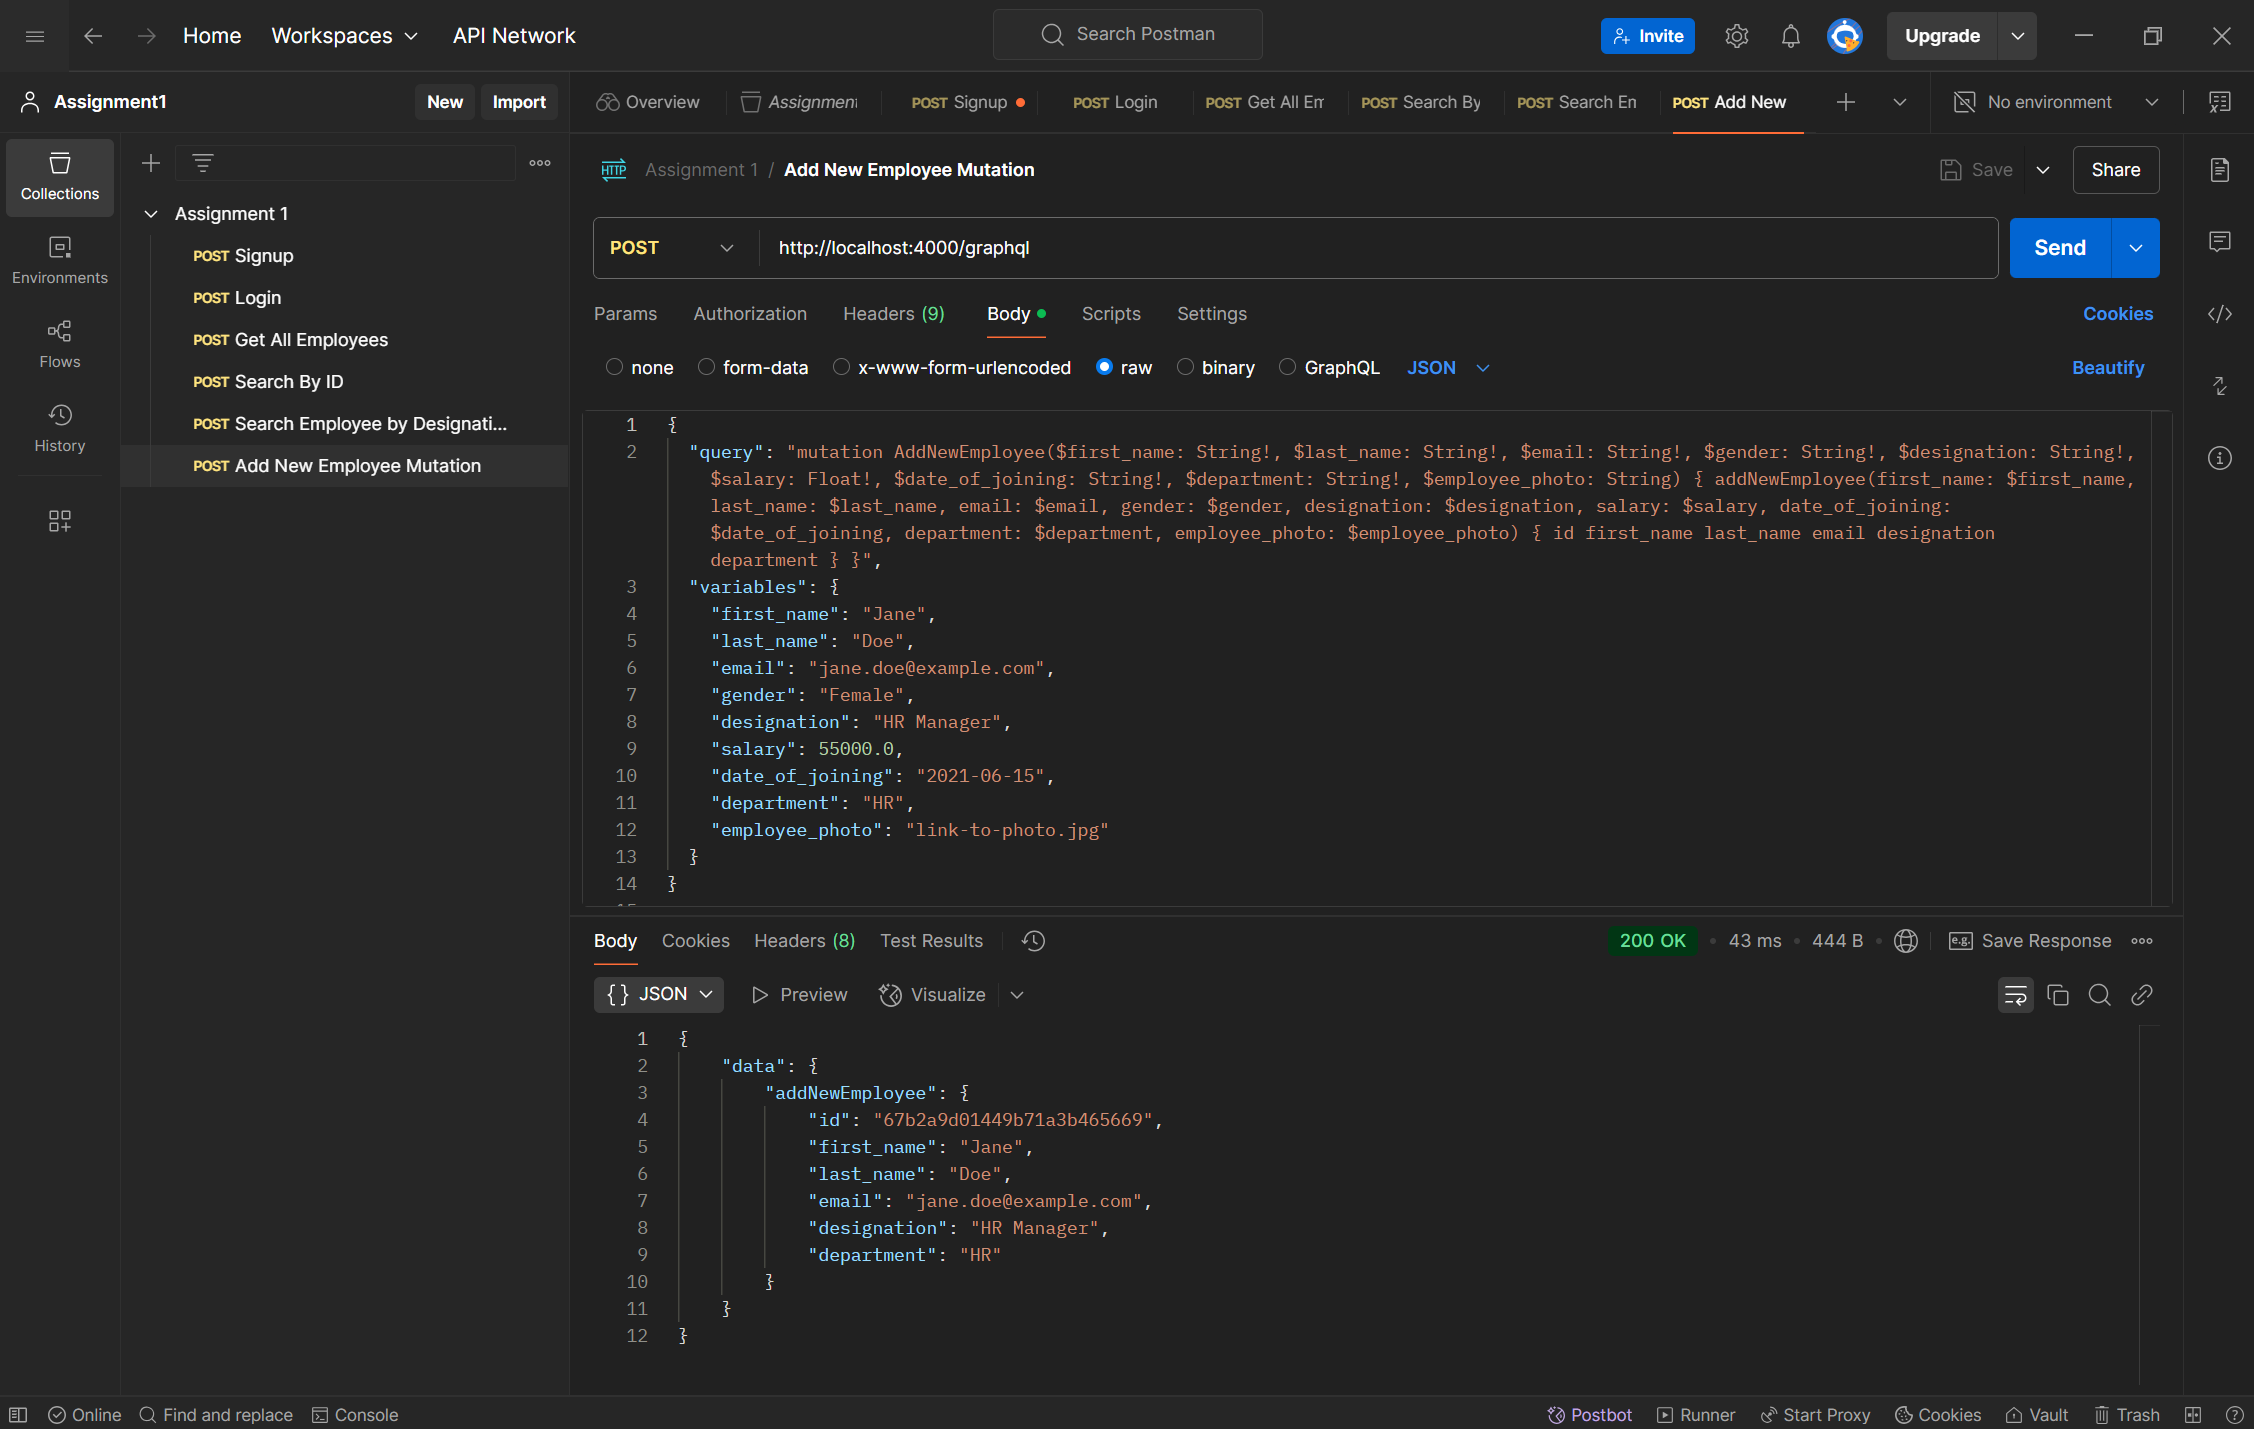 Home
Workspaces
API Network
Search Postman
Invite
Upgrade
Assignment1
New
Import
Overview
Assignment
POST Signup
POST Login
POST Get All Em
POST Search By
POST Search En
POST Add New
No environment
Collections
Environments
Flows
History
Assignment 1
POST Signup
POST Login
POST Get All Employees
POST Search By ID
POST Search Employee by Designati...
POST Add New Employee Mutation
HTTP
Assignment 1 / Add New Employee Mutation
Save
Share
POST
http://localhost:4000/graphql
Send
Params
Authorization
Headers (9)
Body
Scripts
Settings
Cookies
none
form-data
x-www-form-urlencoded
raw
binary
GraphQL
JSON
Beautify
1 {
2 "query": "mutation AddNewEmployee($first_name: String!, $last_name: String!, $email: String!, $gender: String!, $designation: String!,
$salary: Float!, $date_of_joining: String!, $department: String!, $employee_photo: String) { addNewEmployee(first_name: $first_name,
last_name: $last_name, email: $email, gender: $gender, designation: $designation, salary: $salary, date_of_joining:
$date_of_joining, department: $department, employee_photo: $employee_photo) { id first_name last_name email designation
department } }",
3 "variables": {
4 "first_name": "Jane",
5 "last_name": "Doe",
6 "email": "jane.doe@example.com",
7 "gender": "Female",
8 "designation": "HR Manager",
9 "salary": 55000.0,
10 "date_of_joining": "2021-06-15",
11 "department": "HR",
12 "employee_photo": "link-to-photo.jpg"
13 }
14 }
Body
Cookies
Headers (8)
Test Results
200 OK
43 ms
444 B
e.g.
Save Response
{} JSON
Preview
Visualize
1 {
2 "data": {
3 "addNewEmployee": {
4 "id": "67b2a9d01449b71a3b465669",
5 "first_name": "Jane",
6 "last_name": "Doe",
7 "email": "jane.doe@example.com",
8 "designation": "HR Manager",
9 "department": "HR"
10 }
11 }
12 }
Online
Find and replace
Console
Postbot
Runner
Start Proxy
Cookies
Vault
Trash